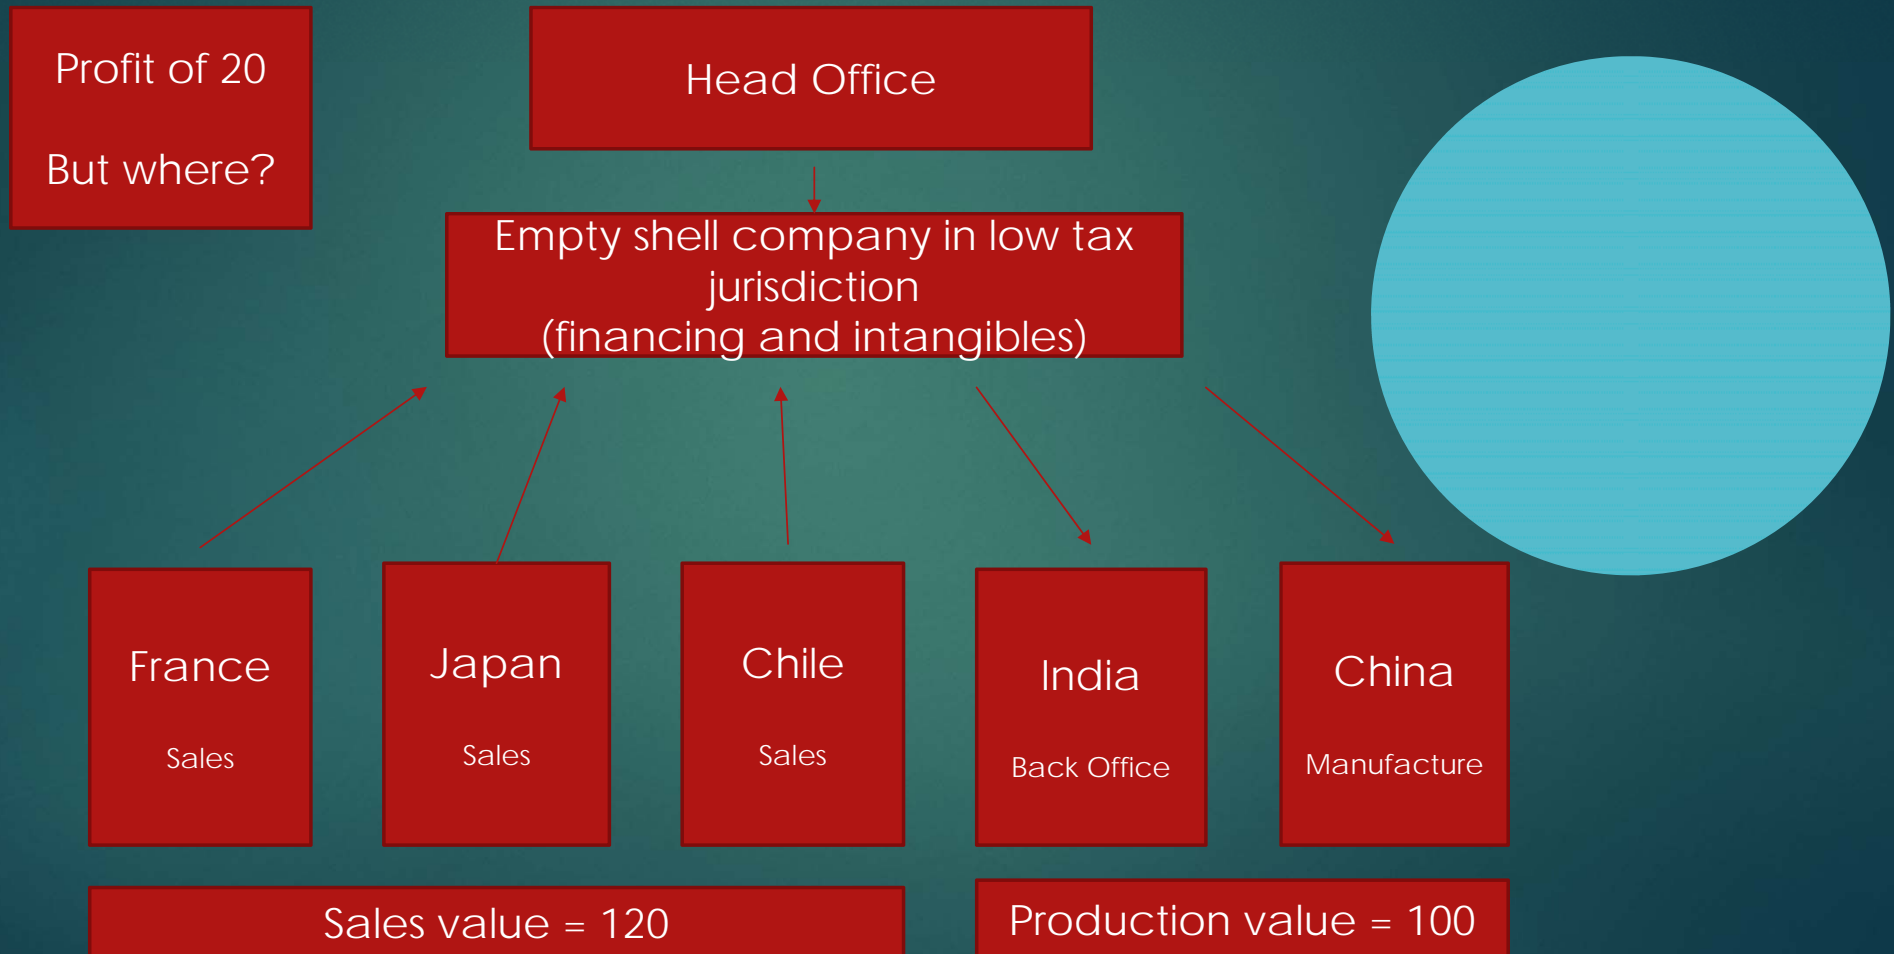 Profit of 20
But where?
Head Office
Empty shell company in low tax
jurisdiction
(financing and intangibles)
France
Sales
Japan
Sales
Chile
Sales
India
Back Office
China
Manufacture
Sales value = 120
Production value = 100